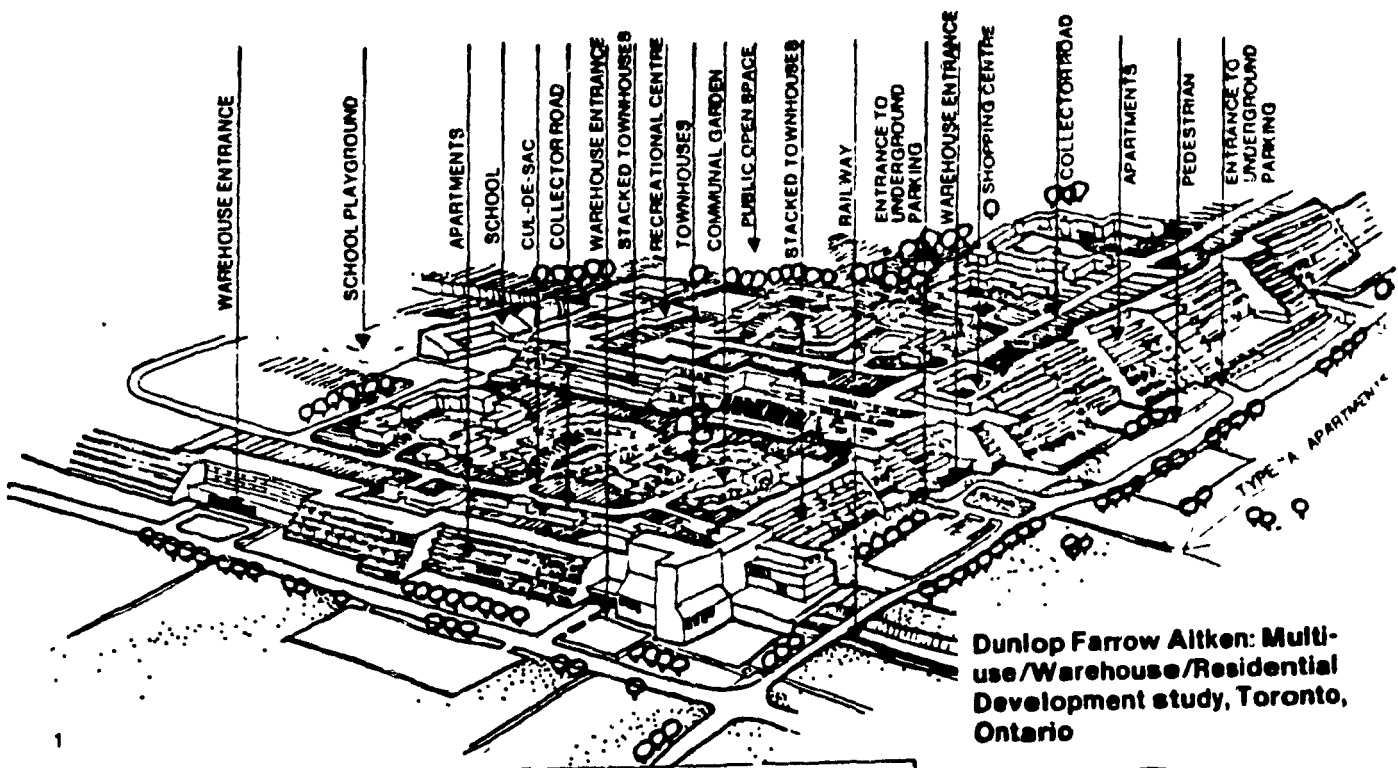 WAREHOUSE ENTRANCE
SCHOOL PLAYGROUND
APARTMENTS
SCHOOL
CUL-DE-SAC
COLLECTOR ROAD
WAREHOUSE ENTRANCE
STACKED TOWNHOUSES
RECREATIONAL CENTRE
TOWNHOUSES
COMMUNAL GARDEN
PUBLIC OPEN SPACE
STACKED TOWNHOUSES
RAILWAY
ENTRANCE TO
UNDERGROUND
PARKING
WAREHOUSE ENTRANCE
SHOPPING CENTRE
COLLECTOR ROAD
APARTMENTS
PEDESTRIAN
ENTRANCE TO
UNDERGROUND
PARKING
TYPE "A" APARTMENTS
Dunlop Farrow Aitken: Multi-
use/Warehouse/Residential
Development study, Toronto,
Ontario
1